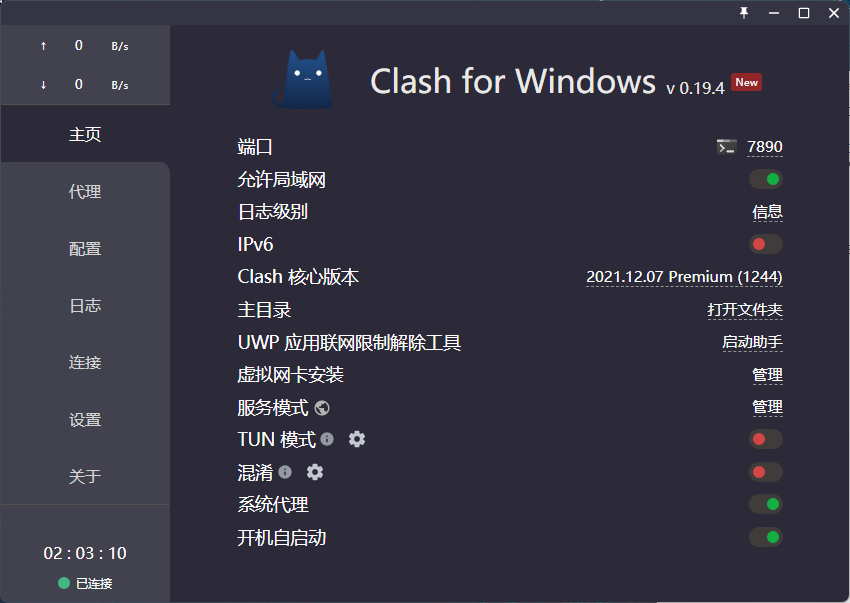 ↑ 0 B/s
↓ 0 B/s
主页
代理
配置
日志
连接
设置
关于
02 : 03 : 10
已连接
Clash for Windows v 0.19.4 New
端口 7890
允许局域网
日志级别 信息
IPv6
Clash 核心版本 2021.12.07 Premium (1244)
主目录 打开文件夹
UWP 应用联网限制解除工具 启动助手
虚拟网卡安装 管理
服务模式 管理
TUN 模式
混淆
系统代理
开机自启动